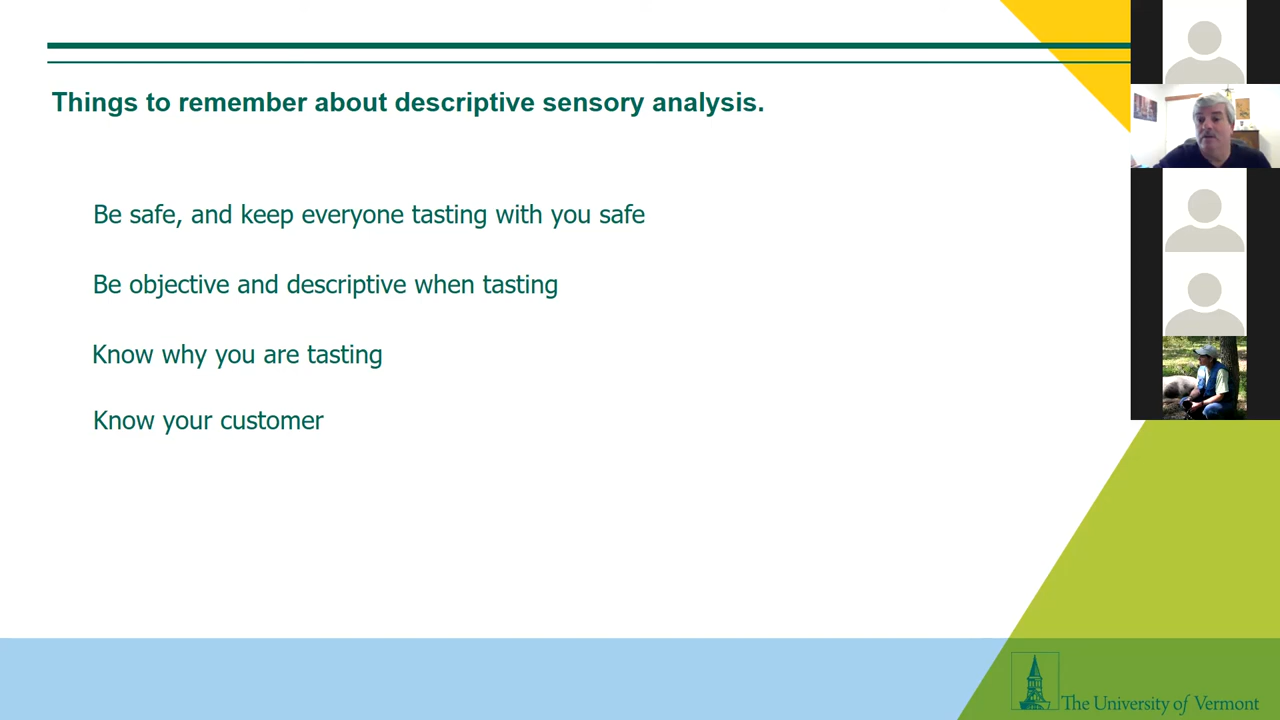 Things to remember about descriptive sensory analysis.
Be safe, and keep everyone tasting with you safe
Be objective and descriptive when tasting
Know why you are tasting
Know your customer
The University of Vermont